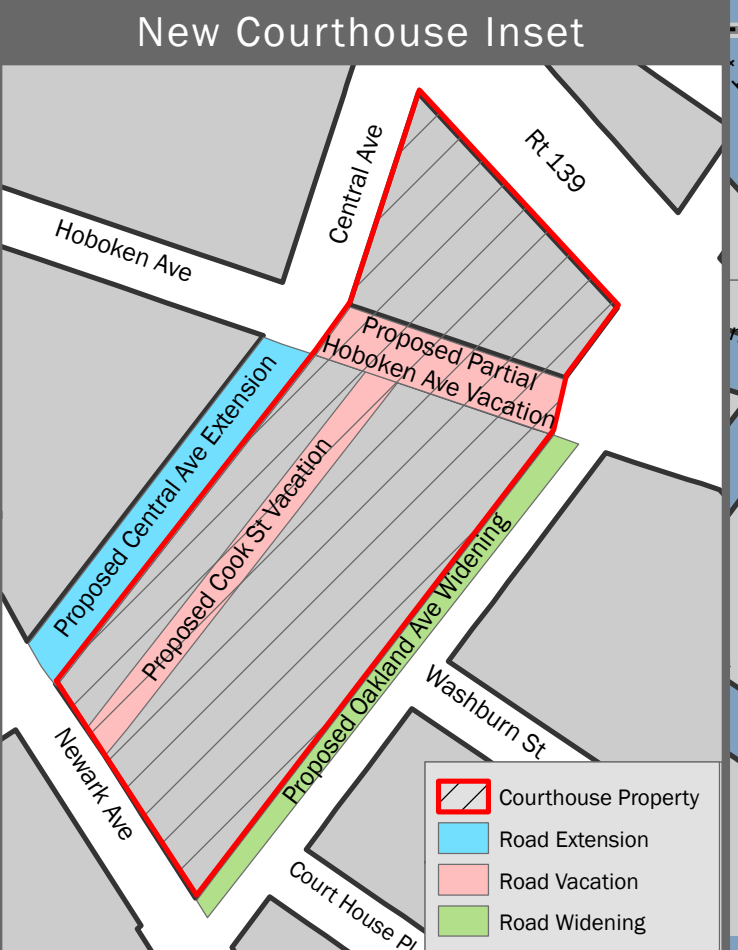 New Courthouse Inset
Central Ave
Rt 139
Hoboken Ave
Proposed Partial
Hoboken Ave Vacation
Proposed Central Ave Extension
Proposed Cook St Vacation
Proposed Oakland Ave Widening
Washburn St
Newark Ave
Court House Pl
Courthouse Property
Road Extension
Road Vacation
Road Widening